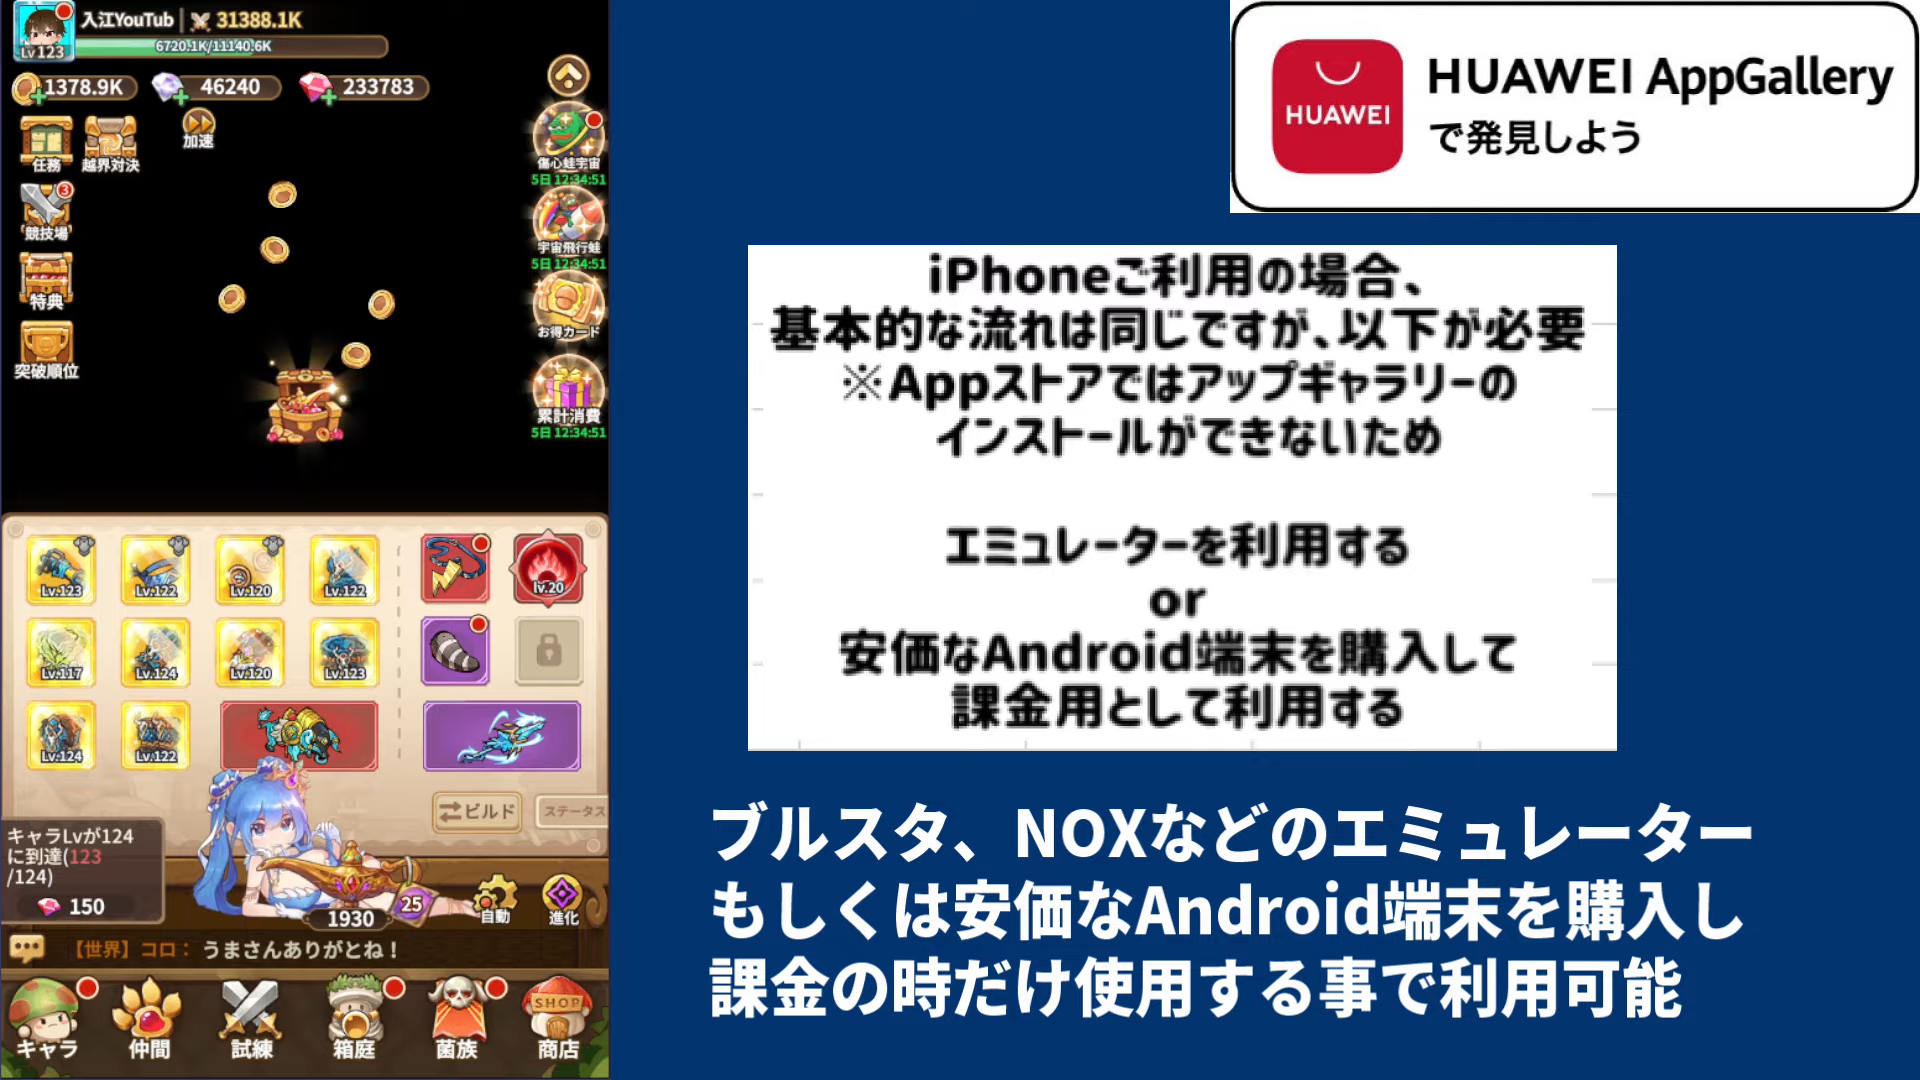 入江YouTub
31388.1K
Lv123
6720.1K/11140.6K
1378.9K
46240
233783
任務
越界対決
加速
3
競技場
特典
突破順位
傷心蛙宇宙
5日 12:34:51
宇宙飛行蛙
5日 12:34:51
お得カード
累計消費
5日 12:34:51
Lv.123
Lv.122
Lv.120
Lv.122
lv.20
Lv.117
Lv.124
Lv.120
Lv.123
Lv.124
Lv.122
ビルド
ステータス
キャラLvが124
に到達(123
/124)
150
1930
25
自動
進化
【世界】コロ： うまさんありがとね！
キャラ
仲間
試練
箱庭
菌族
SHOP
商店
HUAWEI
HUAWEI AppGallery
で発見しよう
iPhoneご利用の場合、
基本的な流れは同じですが、以下が必要
※Appストアではアップギャラリーの
インストールができないため
エミュレーターを利用する
or
安価なAndroid端末を購入して
課金用として利用する
ブルスタ、NOXなどのエミュレーター
もしくは安価なAndroid端末を購入し
課金の時だけ使用する事で利用可能